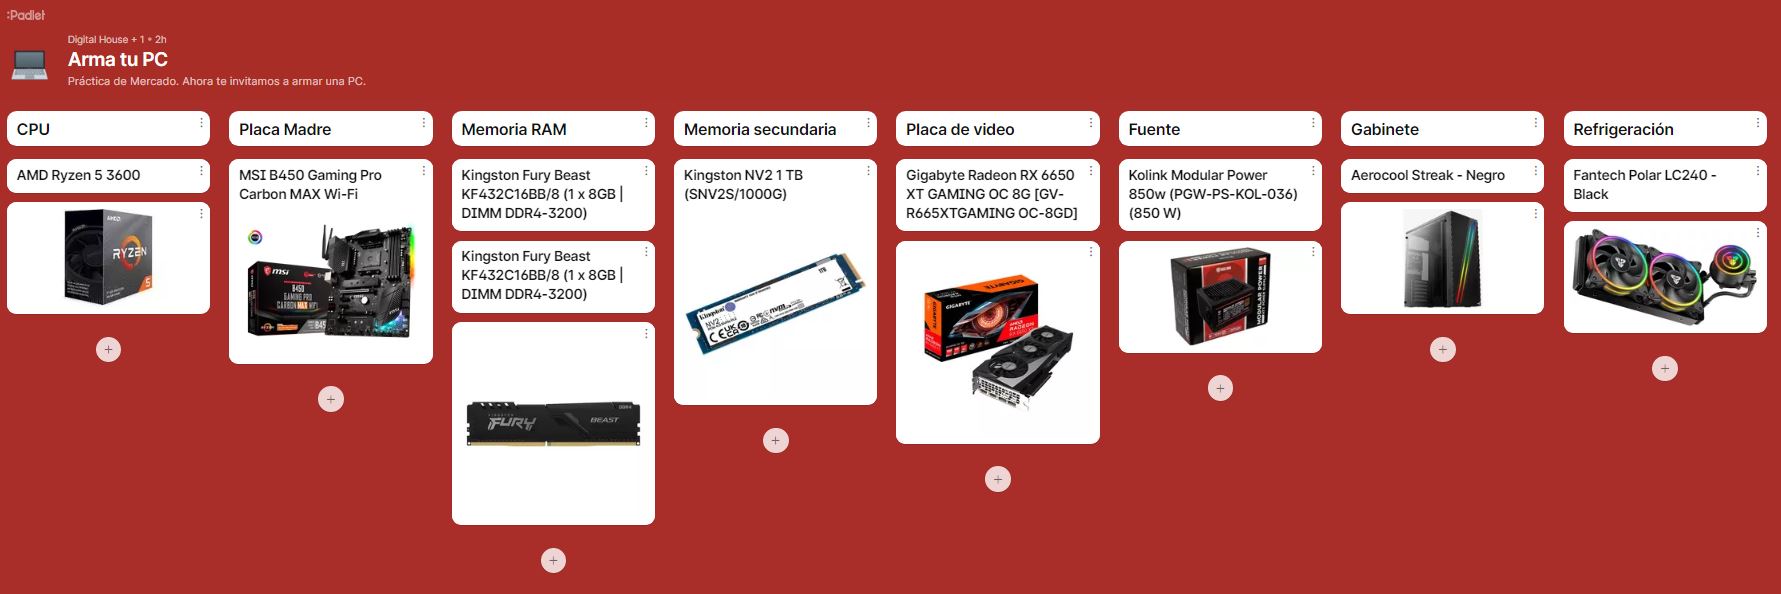 :Padlet
Digital House + 1 • 2h
Arma tu PC
Práctica de Mercado. Ahora te invitamos a armar una PC.
CPU
AMD Ryzen 5 3600
AMD
RYZEN
5
Placa Madre
MSI B450 Gaming Pro
Carbon MAX Wi-Fi
msi
B450
GAMING PRO
CARBON MAX WIFI
B45
Memoria RAM
Kingston Fury Beast
KF432C16BB/8 (1 x 8GB |
DIMM DDR4-3200)
Kingston Fury Beast
KF432C16BB/8 (1 x 8GB |
DIMM DDR4-3200)
KINGSTON
FURY
BEAST
DDR4
Memoria secundaria
Kingston NV2 1 TB
(SNV2S/1000G)
1TB
Kingston
NV2
Placa de video
Gigabyte Radeon RX 6650
XT GAMING OC 8G [GV-
R665XTGAMING OC-8GD]
GIGABYTE
GIGABYTE
AMD
RADEON
Fuente
Kolink Modular Power
850w (PGW-PS-KOL-036)
(850 W)
MODULAR POWER
Gabinete
Aerocool Streak - Negro
Refrigeración
Fantech Polar LC240 -
Black